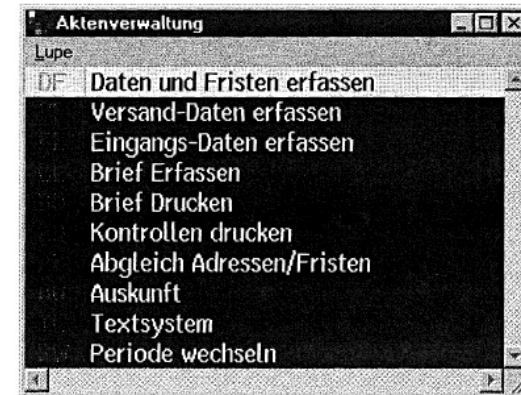 Aktenverwaltung
Lupe
DF Daten und Fristen erfassen
Versand-Daten erfassen
Eingangs-Daten erfassen
Brief Erfassen
Brief Drucken
Kontrollen drucken
Abgleich Adressen/Fristen
Auskunft
Textsystem
Periode wechseln